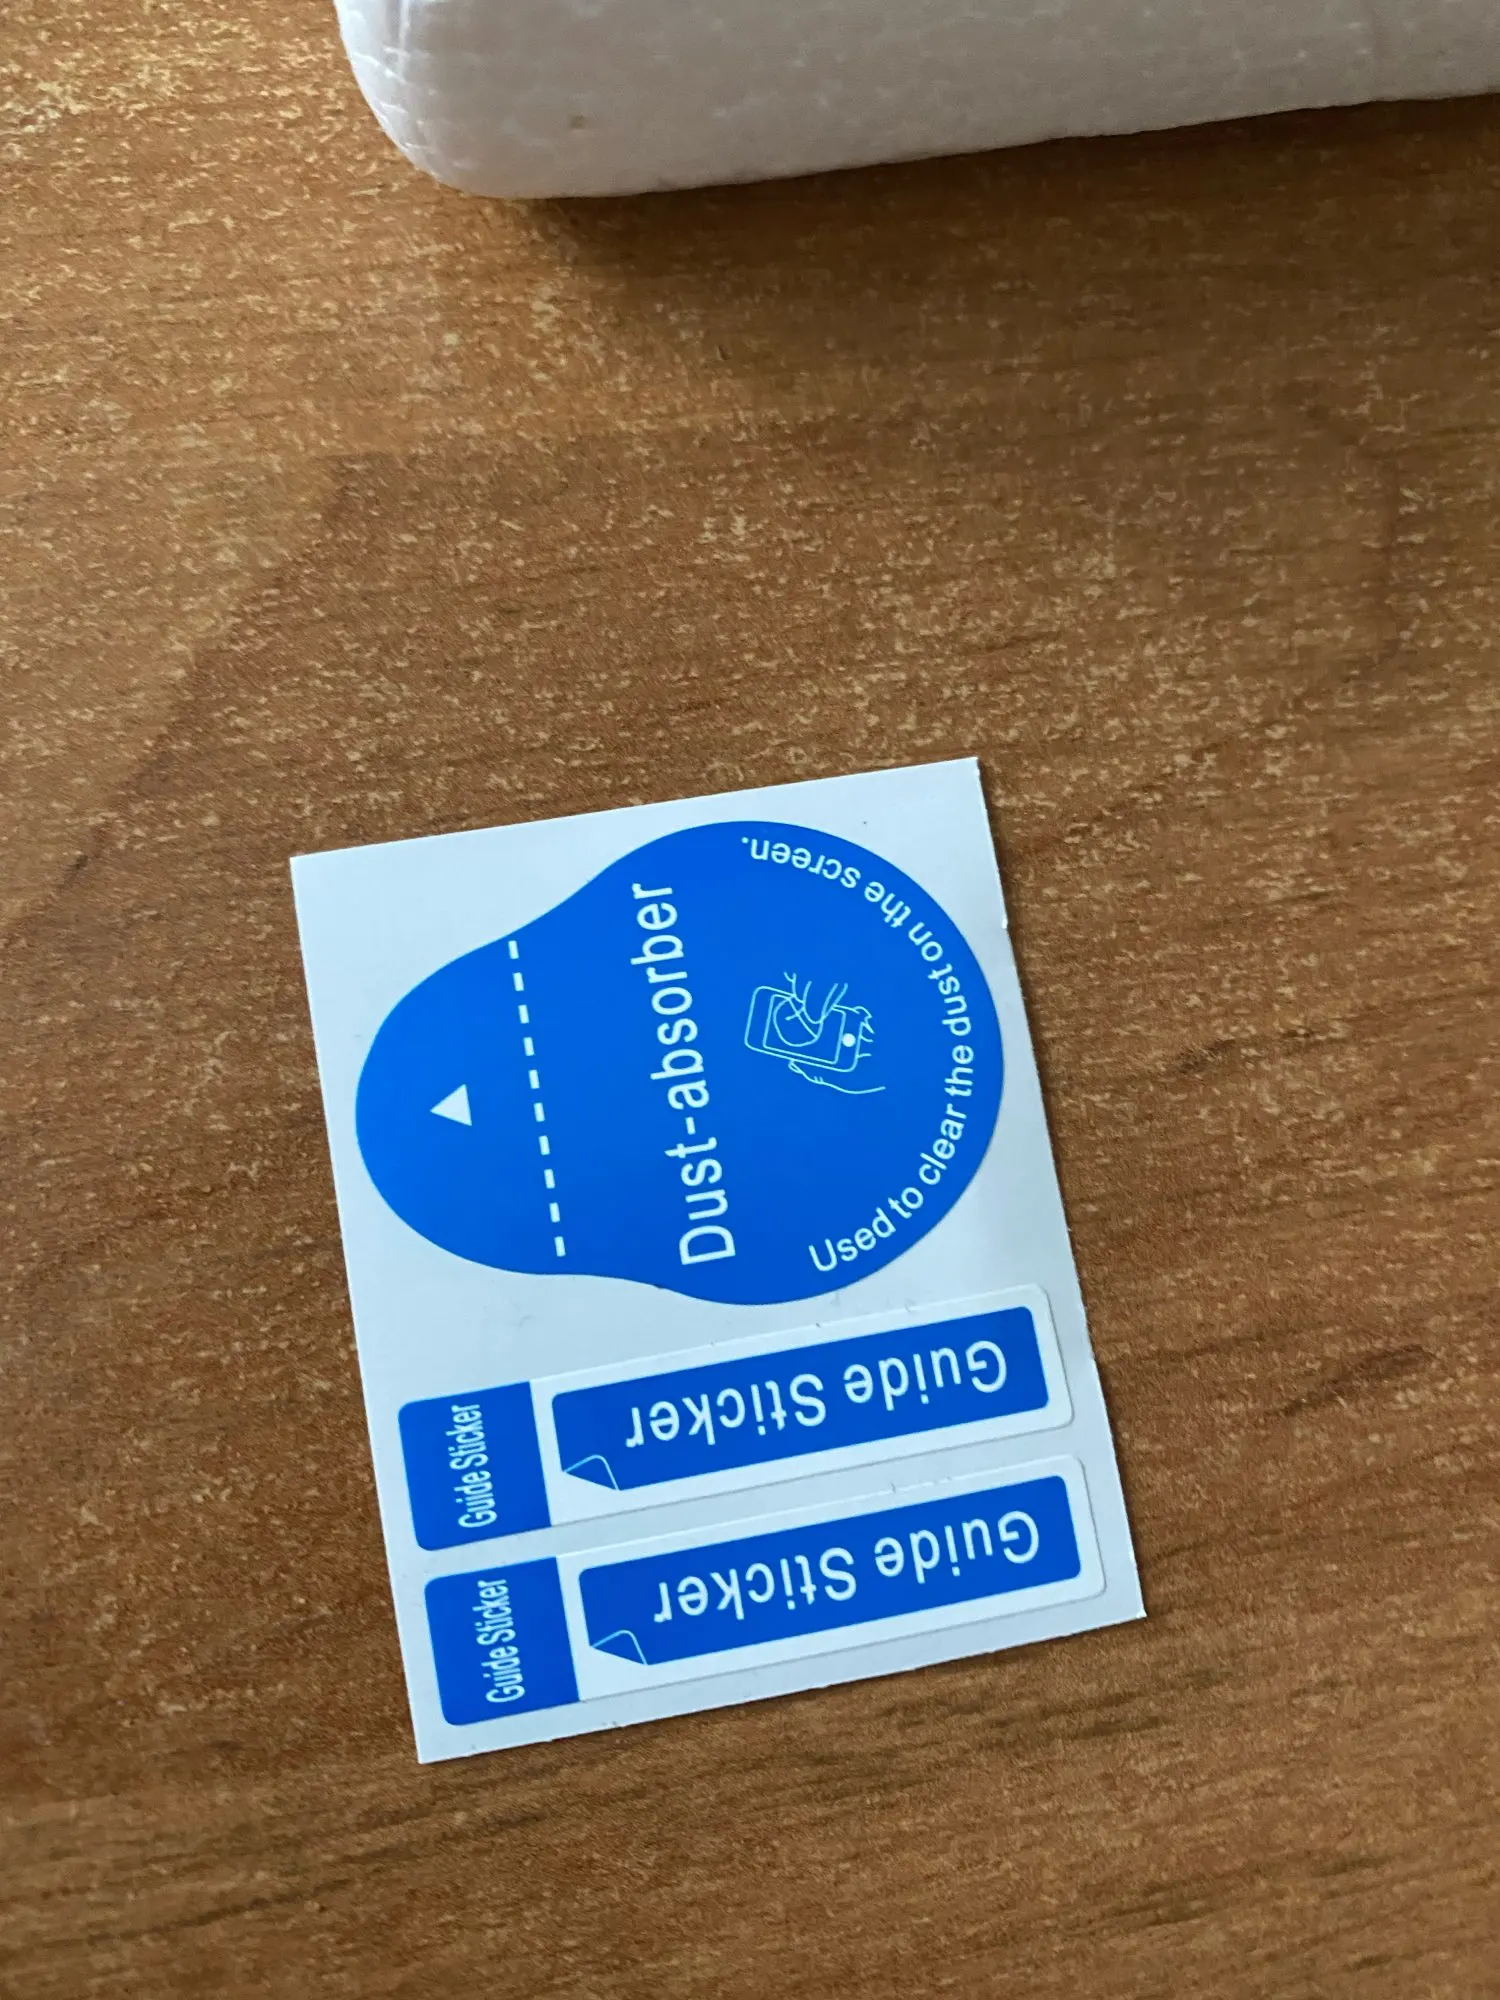 Dust-absorber
Used to clear the dust on the screen.
Guide Sticker
Guide Sticker
Guide Sticker
Guide Sticker